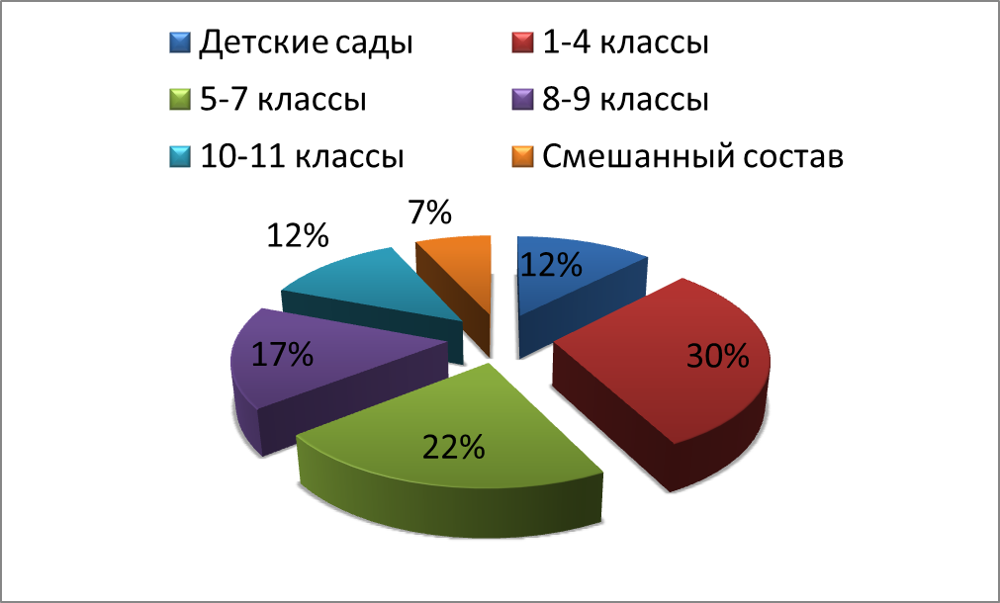 Детские сады
1-4 классы
5-7 классы
8-9 классы
10-11 классы
Смешанный состав
7%
12%
12%
30%
17%
22%